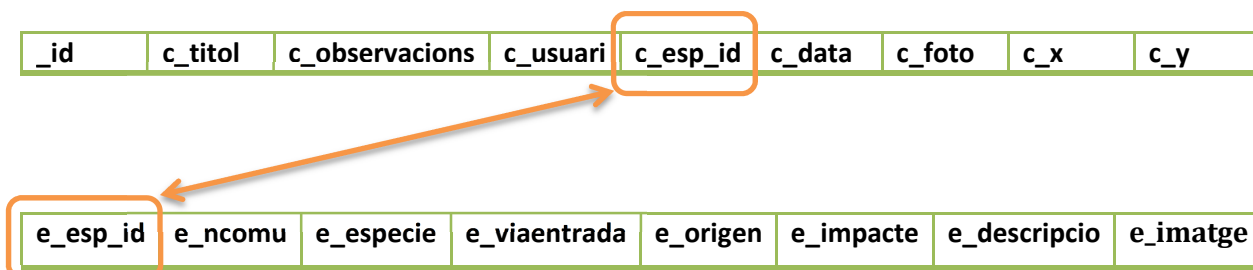 _id c_titol c_observacions c_usuari c_esp_id c_data c_foto c_x c_y
e_esp_id e_ncomu e_especie e_viaentrada e_origen e_impacte e_descripcio e_imatge